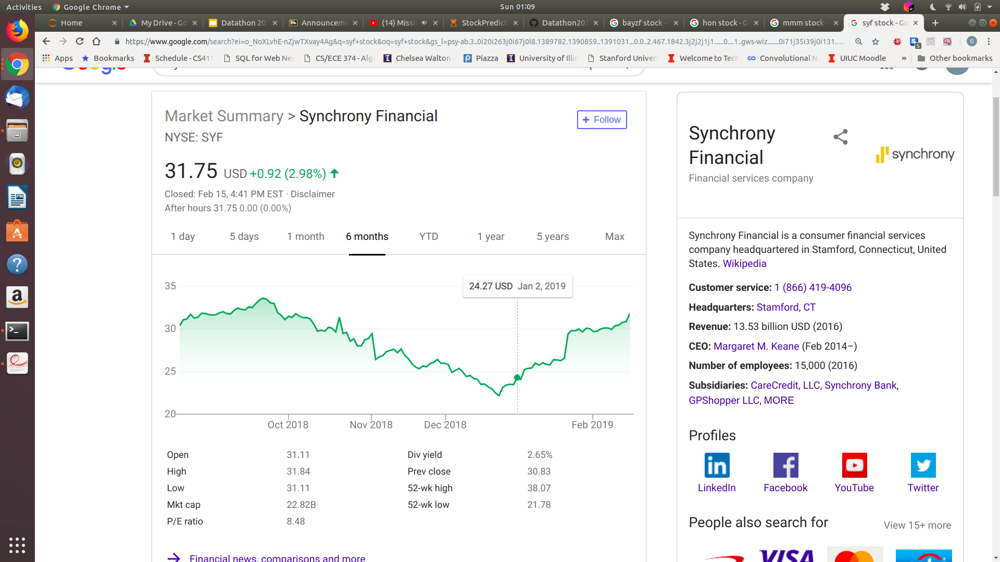 Activities Google Chrome Sun 01:09
Home My Drive - Go Datathon 20 Announceme (14) Missi StockPredict Datathon201 bayzf stock - hon stock - G mmm stock - syf stock - Go
https://www.google.com/search?ei=o_NoXLvhE-nZjwTXvay4Ag&q=syf+stock&oq=syf+stock&gs_l=psy-ab.3..0i20i263j0i67j0l8.1389782.1390859..1391031...0.0..2.467.1842.3j2j2j1j1......0....1..gws-wiz.......0i71j35i39j0i131....
5 G
Apps Bookmarks Schedule - CS411 SQL for Web Ner CS/ECE 374 - Alg Chelsea Walton Piazza University of Illin Stanford Univers Welcome to Tech Convolutional N UIUC Moodle » Other bookmarks
Market Summary > Synchrony Financial
+ Follow
NYSE: SYF
31.75 USD +0.92 (2.98%)
Closed: Feb 15, 4:41 PM EST · Disclaimer
After hours 31.75 0.00 (0.00%)
1 day 5 days 1 month 6 months YTD 1 year 5 years Max
24.27 USD Jan 2, 2019
35
30
25
20
Oct 2018 Nov 2018 Dec 2018 Feb 2019
Open 31.11 Div yield 2.65%
High 31.84 Prev close 30.83
Low 31.11 52-wk high 38.07
Mkt cap 22.82B 52-wk low 21.78
P/E ratio 8.48
Financial news, comparisons and more
Synchrony
Financial
synchrony
Financial services company
Synchrony Financial is a consumer financial services
company headquartered in Stamford, Connecticut, United
States. Wikipedia
Customer service: 1 (866) 419-4096
Headquarters: Stamford, CT
Revenue: 13.53 billion USD (2016)
CEO: Margaret M. Keane (Feb 2014–)
Number of employees: 15,000 (2016)
Subsidiaries: CareCredit, LLC, Synchrony Bank,
GPShopper LLC, MORE
Profiles
LinkedIn Facebook YouTube Twitter
People also search for View 15+ more
VISA